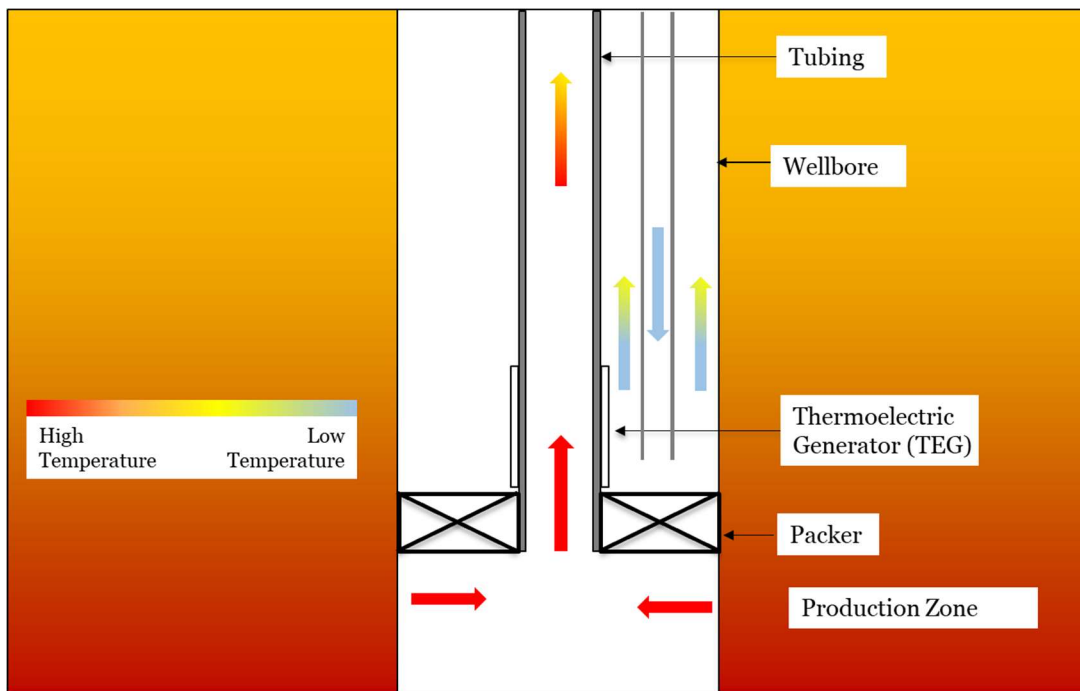 Tubing
Wellbore
High
Temperature
Low
Temperature
Thermoelectric
Generator (TEG)
Packer
Production Zone